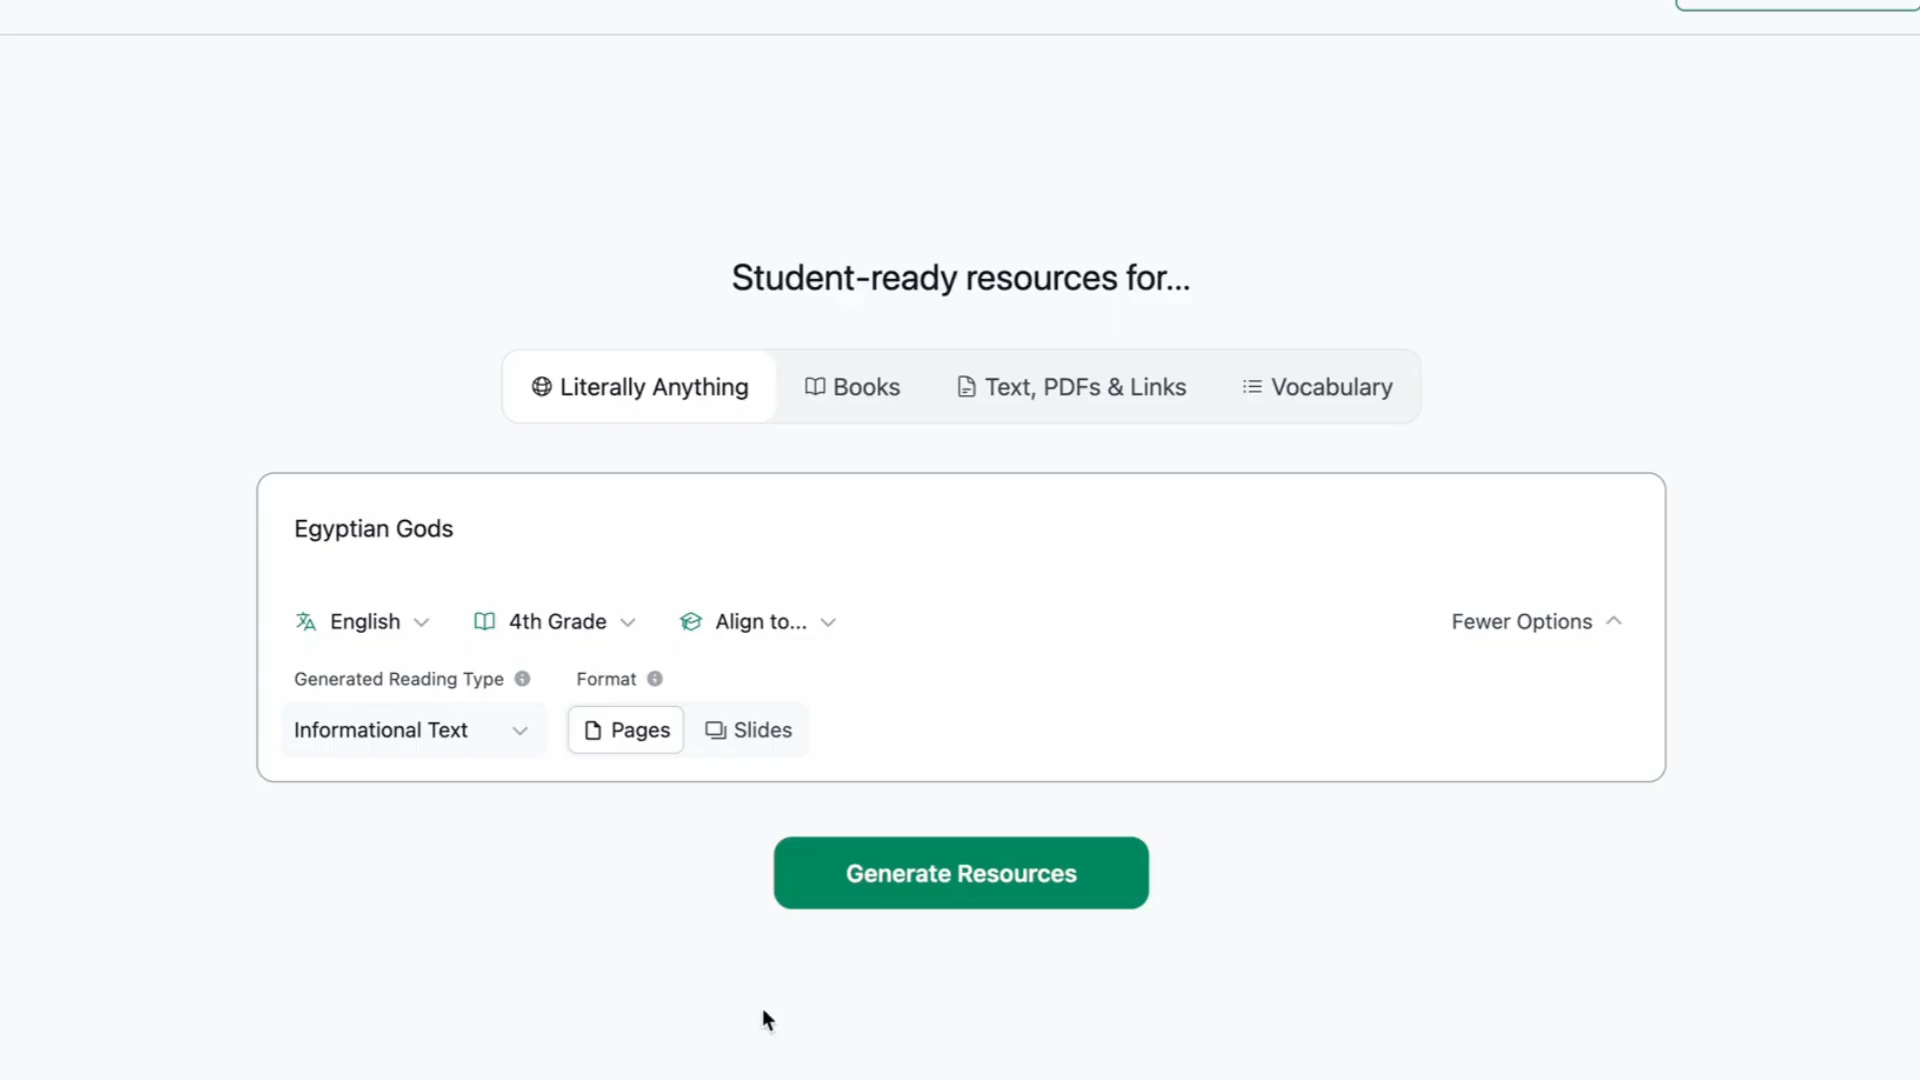 Student-ready resources for...
Literally Anything Books Text, PDFs & Links Vocabulary
Egyptian Gods
English 4th Grade Align to... Fewer Options
Generated Reading Type Format
Informational Text Pages Slides
Generate Resources